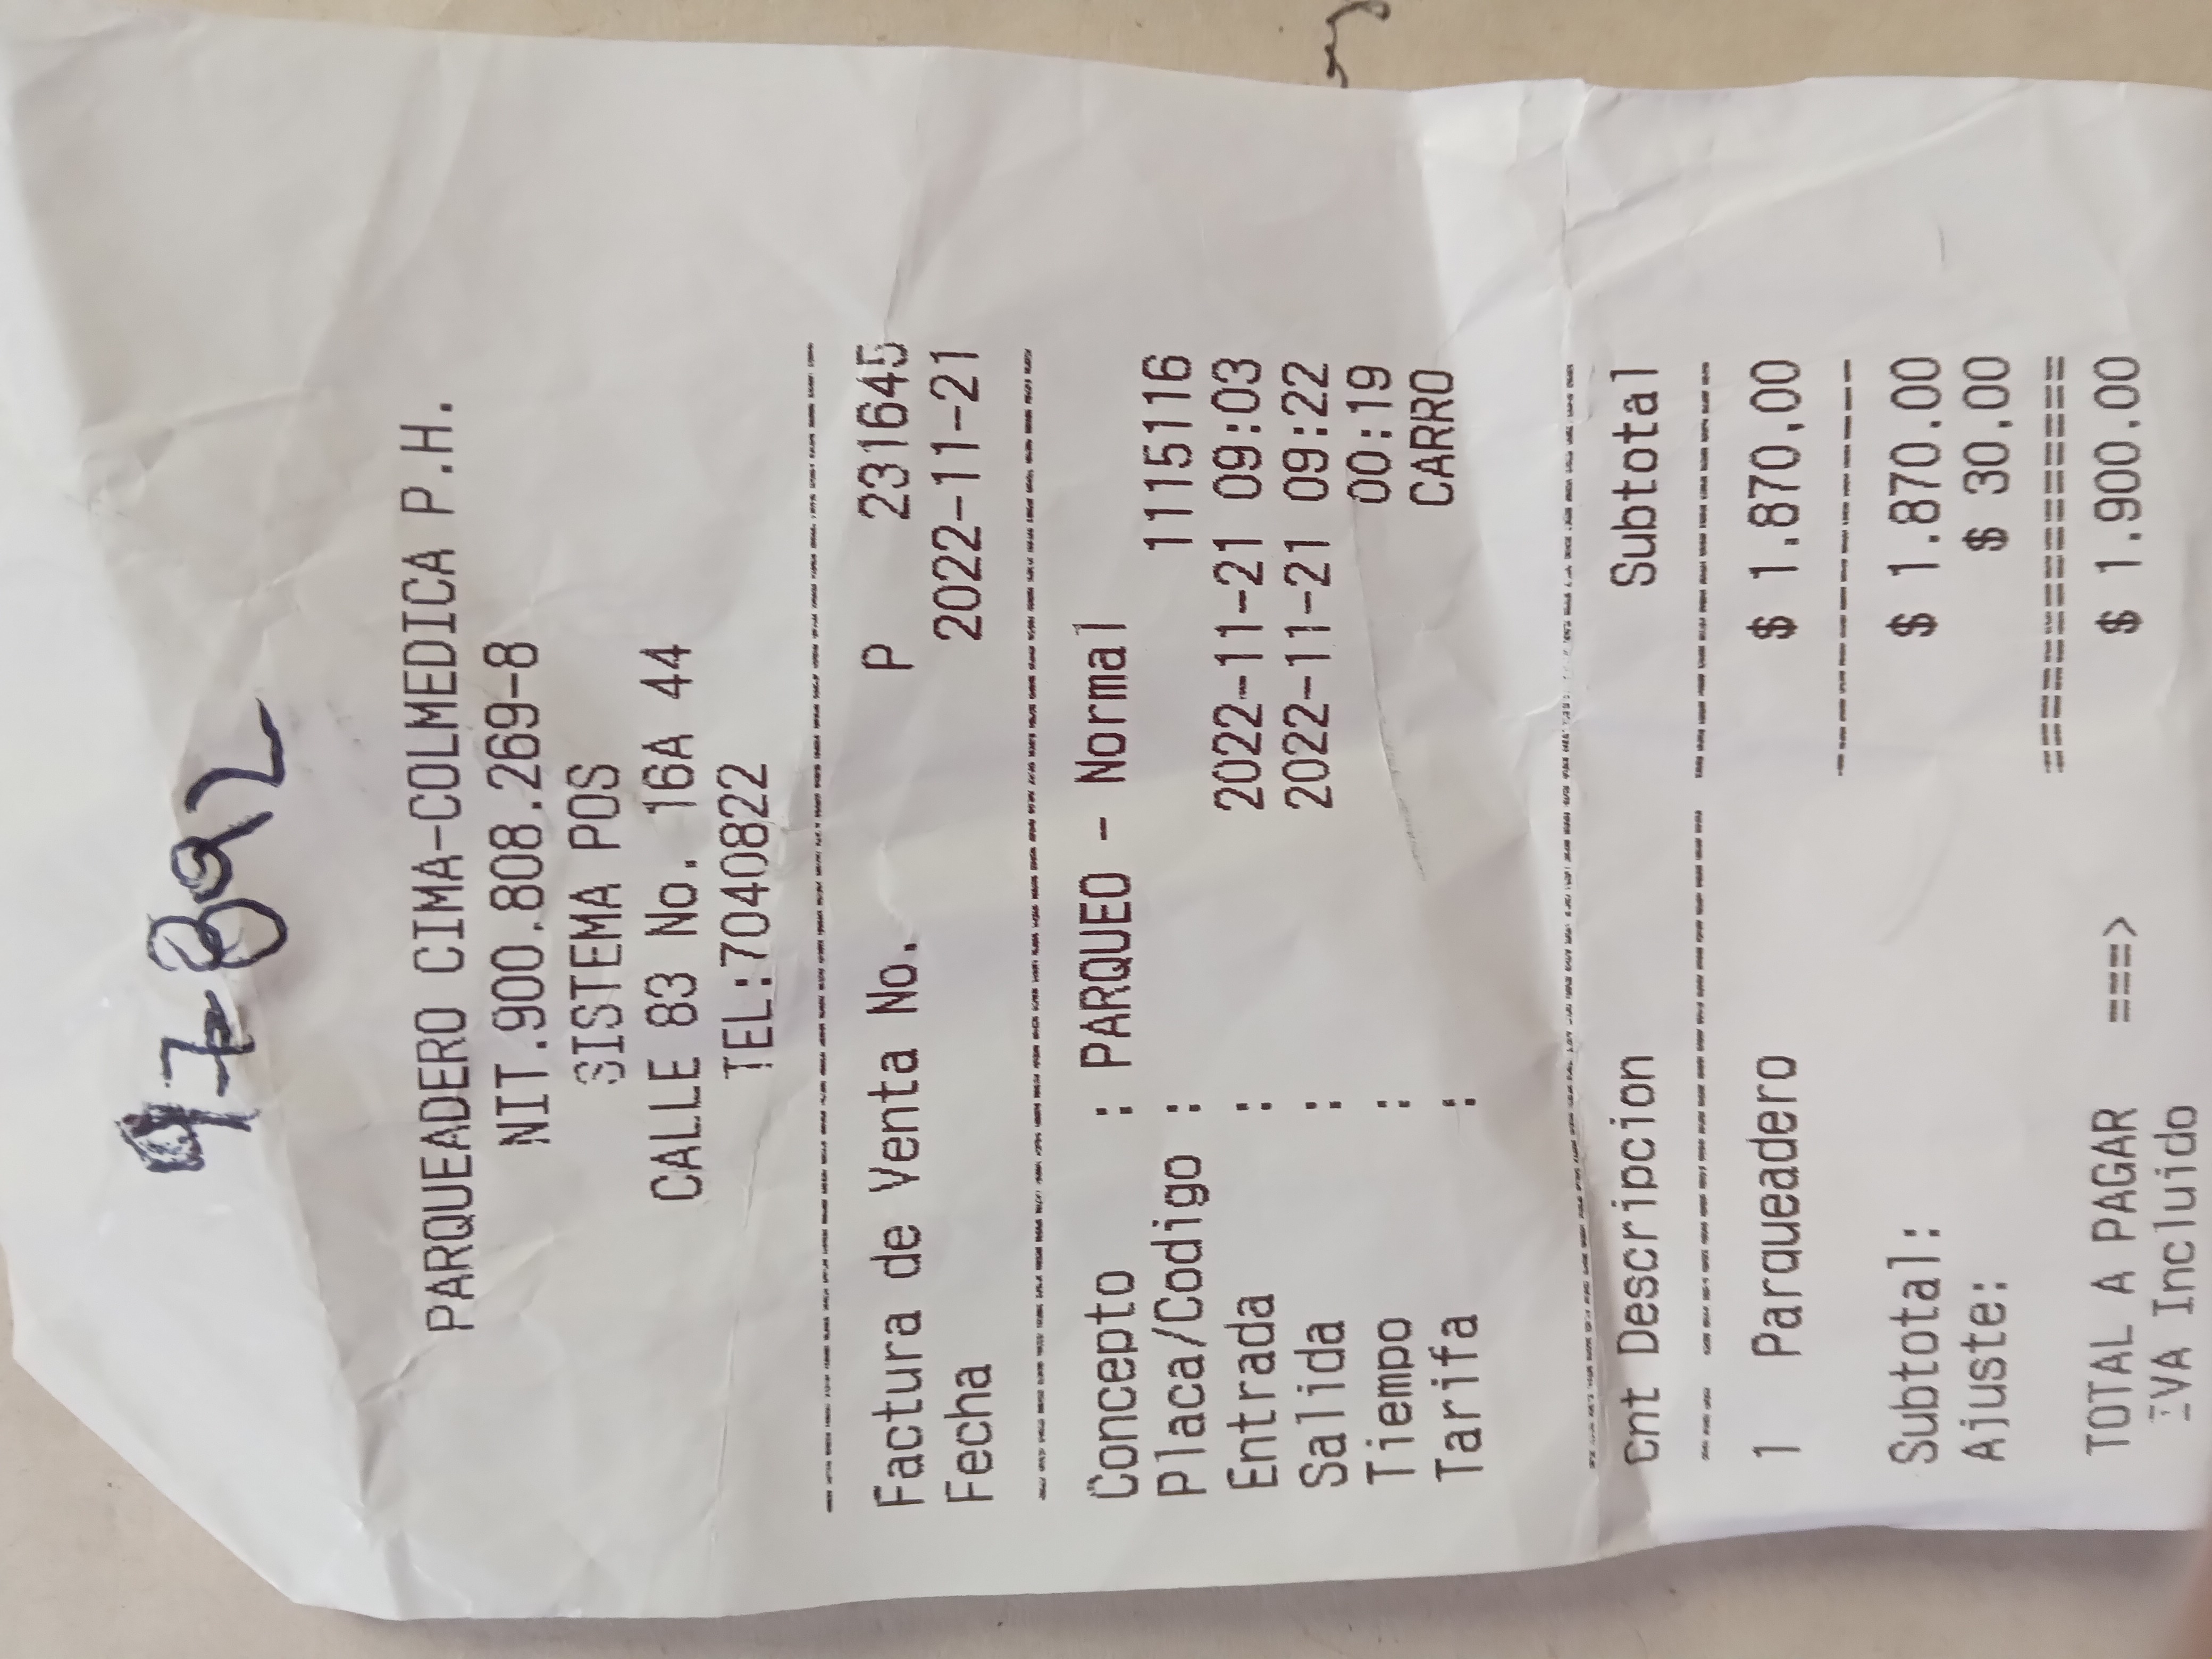 PARQUEADERO CIMA-COLMEDICA P.H.
NIT.900.808.269-8
SISTEMA POS
CALLE 83 No. 16A 44
TEL:7040822
Factura de Venta No. P 231645
Fecha 2022-11-21
Concepto : PARQUEO - Normal
Placa/Codigo : 1115116
Entrada : 2022-11-21 09:03
Salida : 2022-11-21 09:22
Tiempo : 00:19
Tarifa : CARRO
Cnt Descripcion Subtotal
1 Parqueadero $ 1.870,00
Subtotal: $ 1.870.00
Ajuste: $ 30,00
TOTAL A PAGAR ===> $ 1.900.00
IVA Incluido